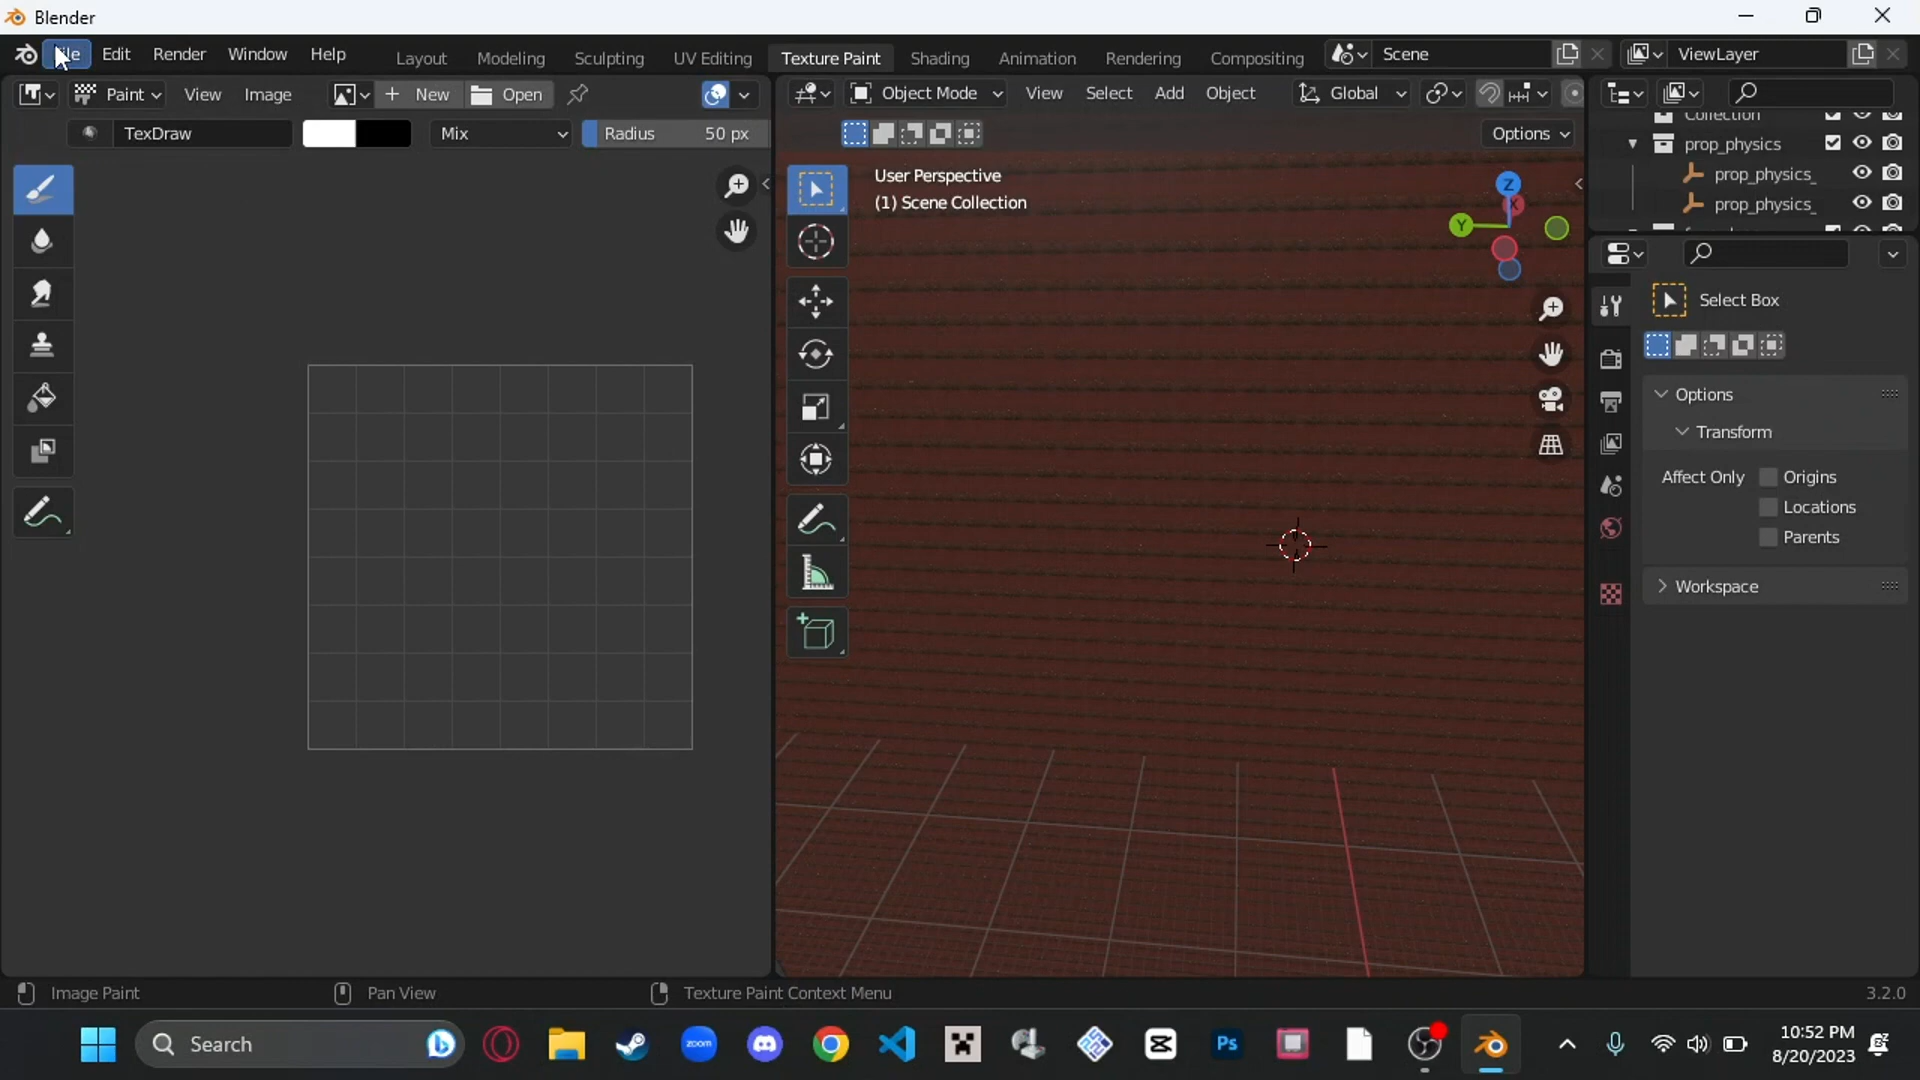 Blender
File Edit Render Window Help Layout Modeling Sculpting UV Editing Texture Paint Shading Animation Rendering Compositing Scene ViewLayer
Paint View Image New Open Object Mode View Select Add Object Global
TexDraw Mix Radius 50 px Options
User Perspective
(1) Scene Collection
Z
X
Y
Collection
prop_physics
prop_physics_
prop_physics_
Select Box
Options
Transform
Affect Only Origins
Locations
Parents
Workspace
Image Paint Pan View Texture Paint Context Menu 3.2.0
Search zoom Ps 10:52 PM
8/20/2023